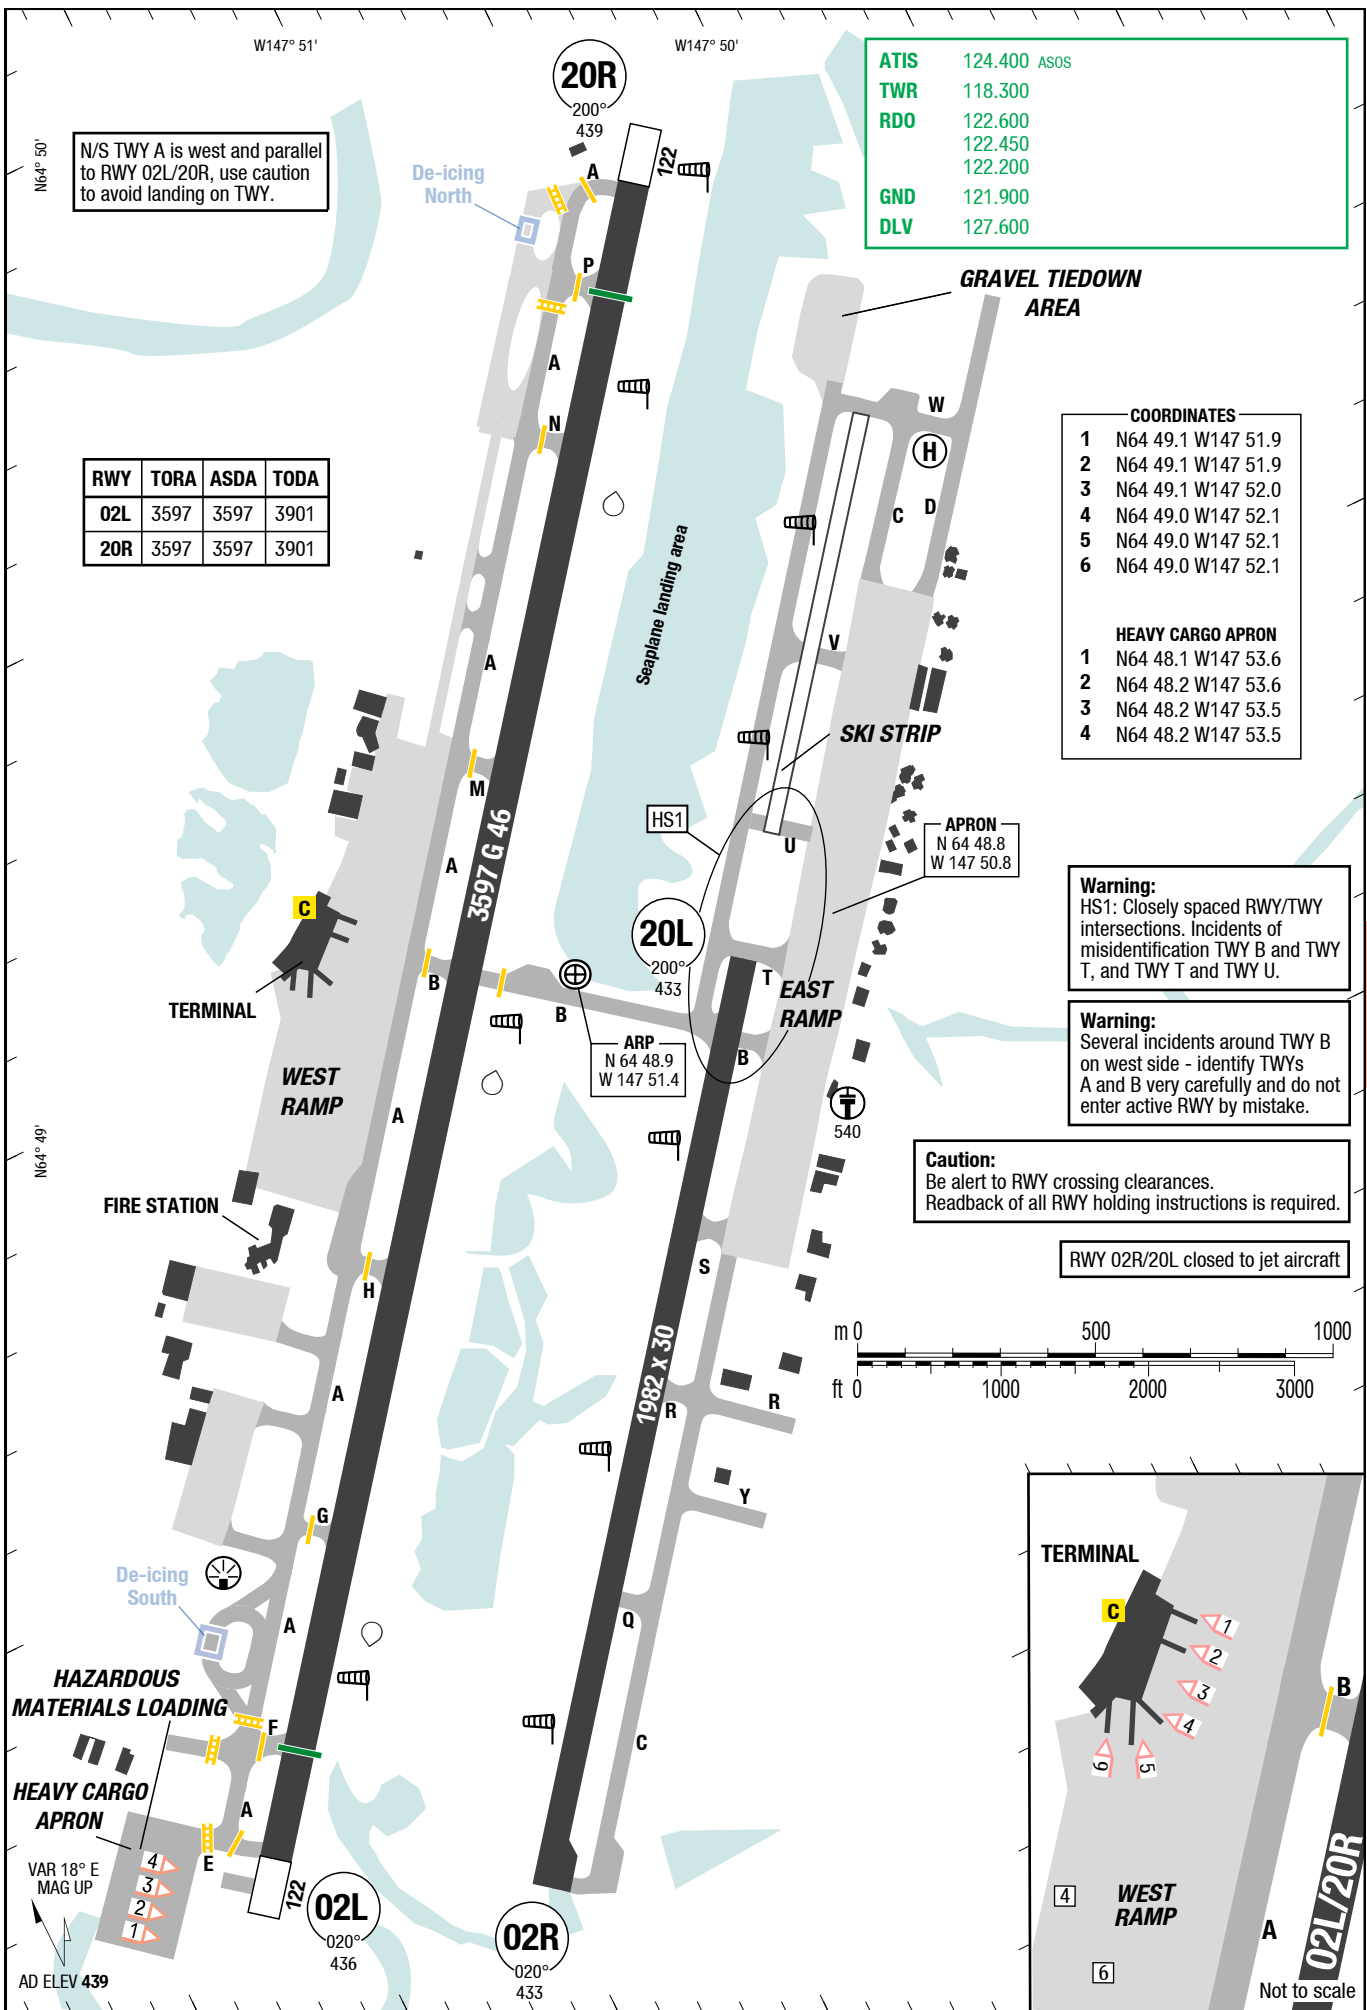 W147° 51'
W147° 50'
N64° 50'
N64° 49'
20R
200°
439
122
ATIS 124.400 ASOS
TWR 118.300
RDO 122.600
122.450
122.200
GND 121.900
DLV 127.600
N/S TWY A is west and parallel
to RWY 02L/20R, use caution
to avoid landing on TWY.
De-icing
North
A
P
A
N
GRAVEL TIEDOWN
AREA
W
H
C
D
V
RWY TORA ASDA TODA
02L 3597 3597 3901
20R 3597 3597 3901
COORDINATES
1 N64 49.1 W147 51.9
2 N64 49.1 W147 51.9
3 N64 49.1 W147 52.0
4 N64 49.0 W147 52.1
5 N64 49.0 W147 52.1
6 N64 49.0 W147 52.1
HEAVY CARGO APRON
1 N64 48.1 W147 53.6
2 N64 48.2 W147 53.6
3 N64 48.2 W147 53.5
4 N64 48.2 W147 53.5
Seaplane landing area
A
M
A
3597 G 46
SKI STRIP
HS1
U
APRON
N 64 48.8
W 147 50.8
20L
200°
433
T
EAST
RAMP
C
TERMINAL
B
B
B
ARP
N 64 48.9
W 147 51.4
WEST
RAMP
A
540
Warning:
HS1: Closely spaced RWY/TWY
intersections. Incidents of
misidentification TWY B and TWY
T, and TWY T and TWY U.
Warning:
Several incidents around TWY B
on west side - identify TWYs
A and B very carefully and do not
enter active RWY by mistake.
Caution:
Be alert to RWY crossing clearances.
Readback of all RWY holding instructions is required.
RWY 02R/20L closed to jet aircraft
FIRE STATION
H
S
m 0 500 1000
ft 0 1000 2000 3000
A
1982 x 30
R
R
Y
G
De-icing
South
A
Q
C
HAZARDOUS
MATERIALS LOADING
F
HEAVY CARGO
APRON
A
E
4
3
2
1
VAR 18° E
MAG UP
AD ELEV 439
122
02L
020°
436
02R
020°
433
TERMINAL
C
1
2
3
4
5
6
B
4
6
WEST
RAMP
A
02L/20R
Not to scale